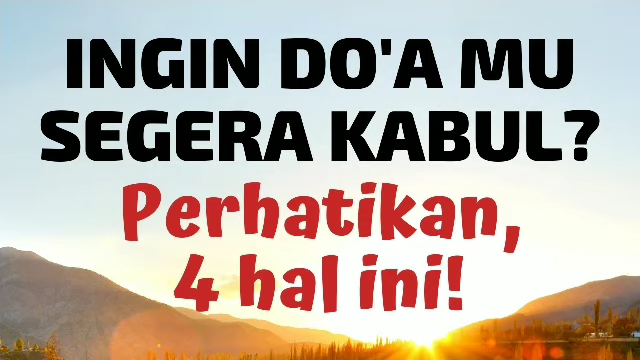 INGIN DO'A MU
SEGERA KABUL?
Perhatikan,
4 hal ini!